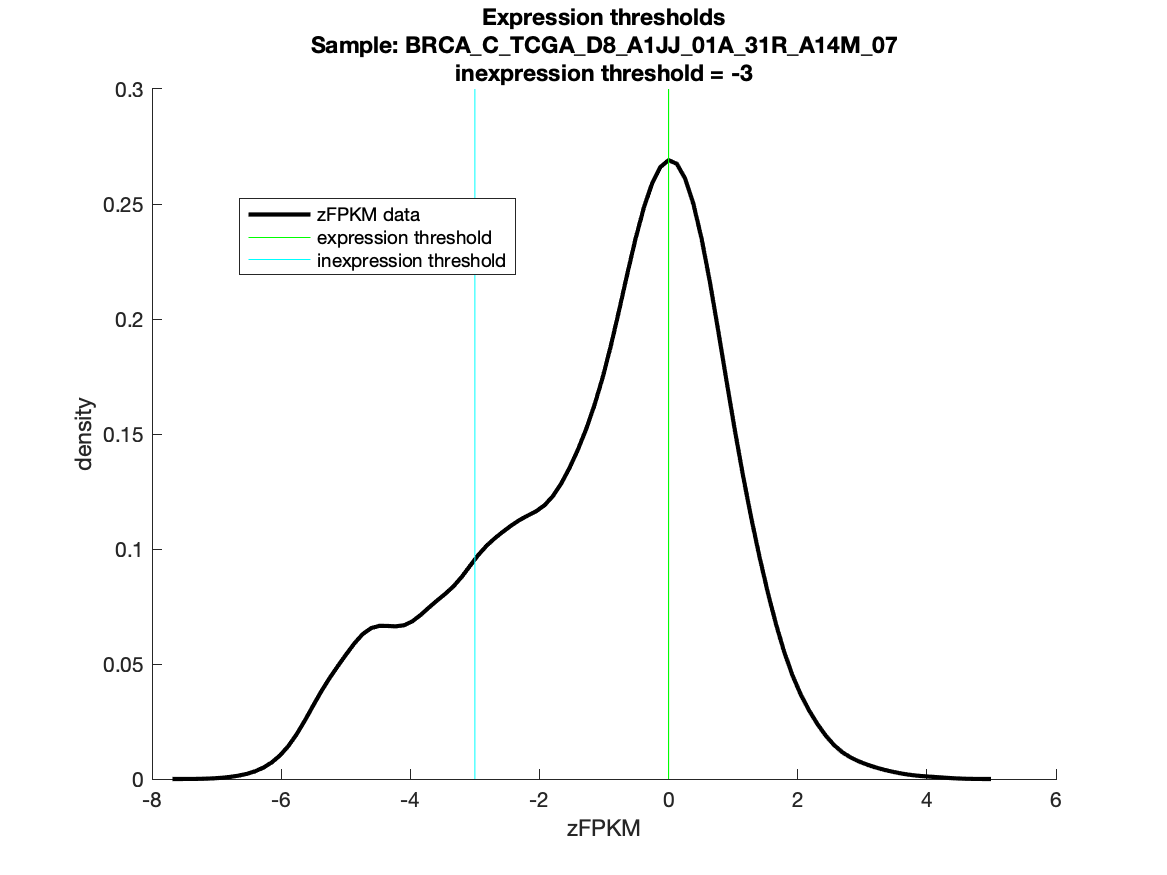 Expression thresholds
Sample: BRCA_C_TCGA_D8_A1JJ_01A_31R_A14M_07
inexpression threshold = -3
0.3
0.25
0.2
0.15
0.1
0.05
0
density
zFPKM data
expression threshold
inexpression threshold
-8 -6 -4 -2 0 2 4 6
zFPKM